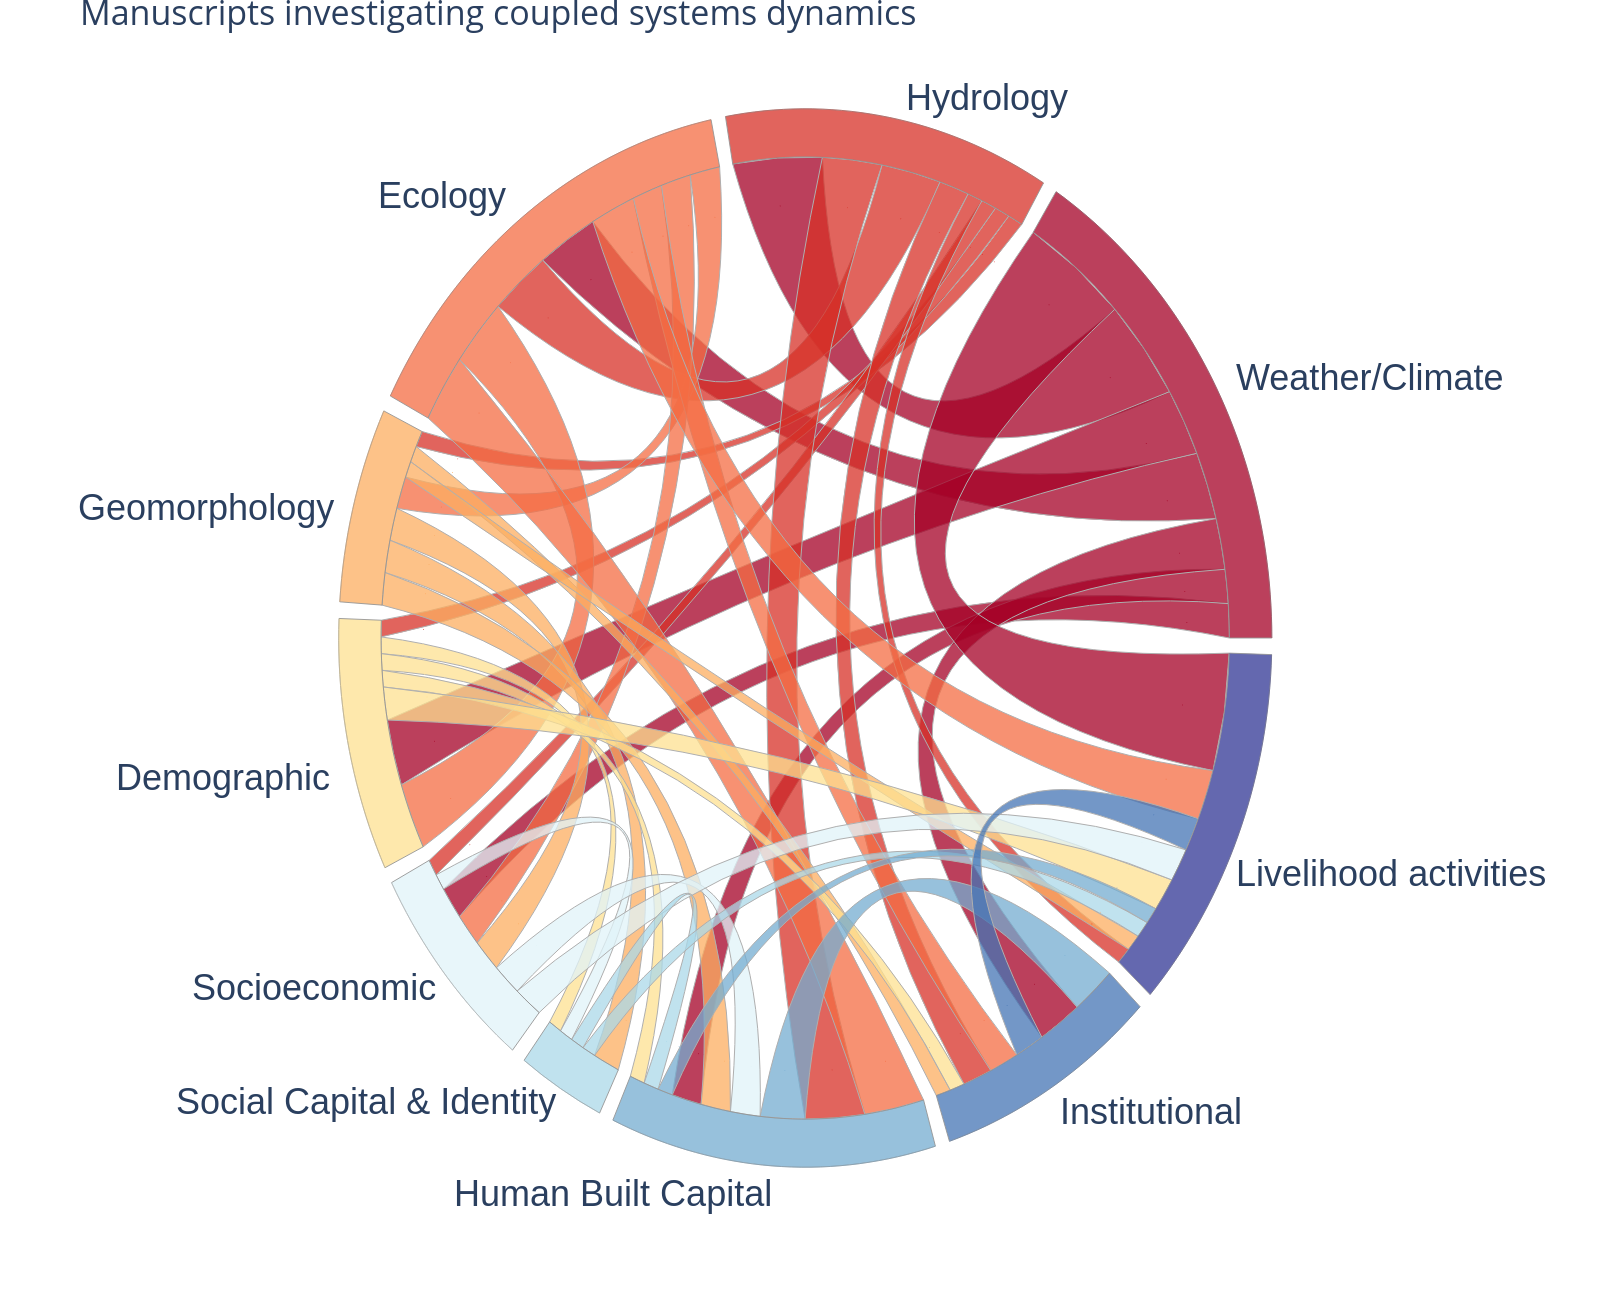 Manuscripts investigating coupled systems dynamics
Hydrology
Ecology
Weather/Climate
Geomorphology
Demographic
Livelihood activities
Socioeconomic
Social Capital & Identity
Institutional
Human Built Capital